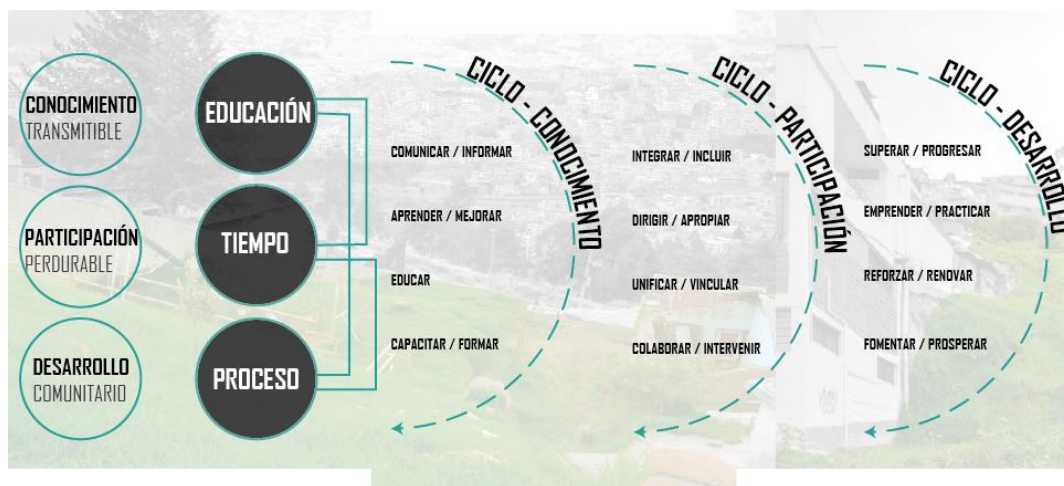 CONOCIMIENTO
TRANSMITIBLE
PARTICIPACIÓN
PERDURABLE
DESARROLLO
COMUNITARIO
EDUCACIÓN
TIEMPO
PROCESO
CICLO - CONOCIMIENTO
COMUNICAR / INFORMAR
APRENDER / MEJORAR
EDUCAR
CAPACITAR / FORMAR
CICLO - PARTICIPACIÓN
INTEGRAR / INCLUIR
DIRIGIR / APROPIAR
UNIFICAR / VINCULAR
COLABORAR / INTERVENIR
CICLO - DESARROLLO
SUPERAR / PROGRESAR
EMPRENDER / PRACTICAR
REFORZAR / RENOVAR
FOMENTAR / PROSPERAR